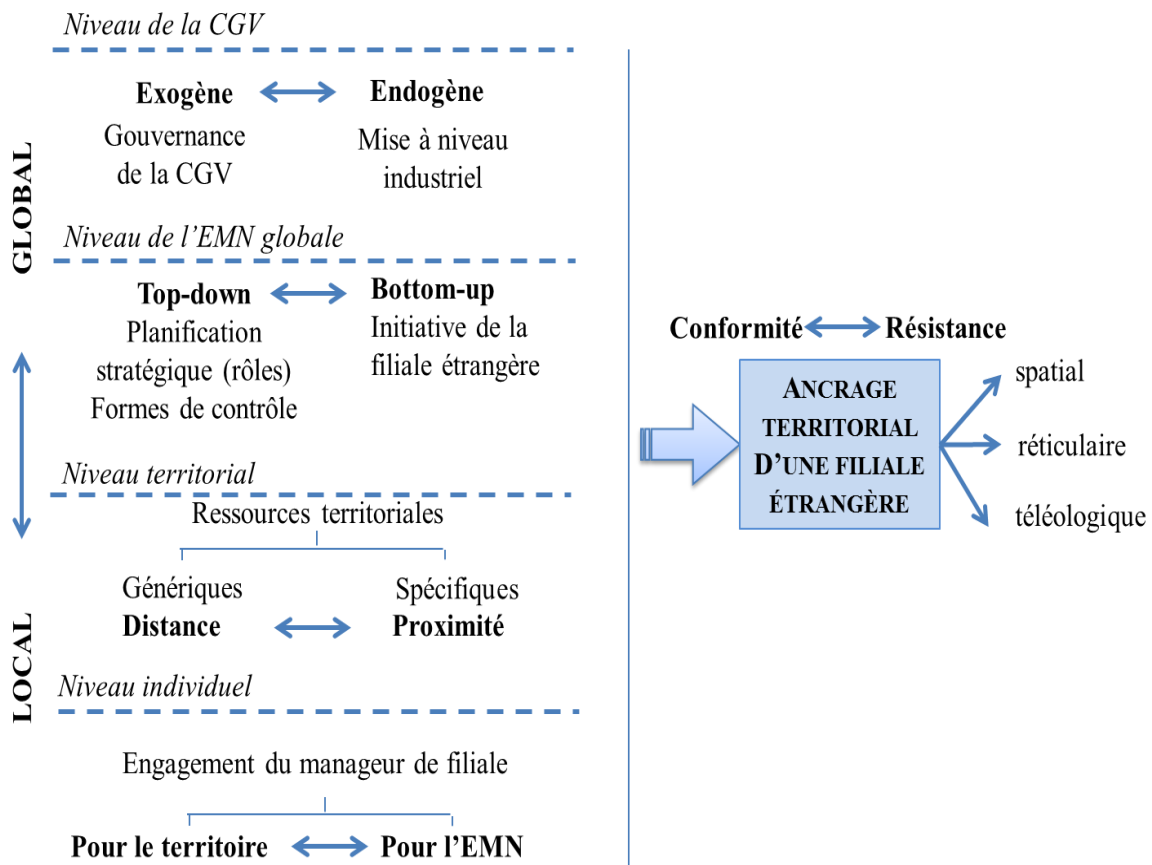 Niveau de la CGV
Exogène Endogène
Gouvernance
de la CGV
Mise à niveau
industriel
GLOBAL
Niveau de l’EMN globale
Top-down Bottom-up
Planification
stratégique (rôles)
Formes de contrôle
Initiative de la
filiale étrangère
Niveau territorial
Ressources territoriales
Génériques Spécifiques
Distance Proximité
LOCAL
Niveau individuel
Engagement du manageur de filiale
Pour le territoire Pour l'EMN
Conformité Résistance
ANCRAGE
TERRITORIAL
D’UNE FILIALE
ÉTRANGÈRE
spatial
réticulaire
téléologique